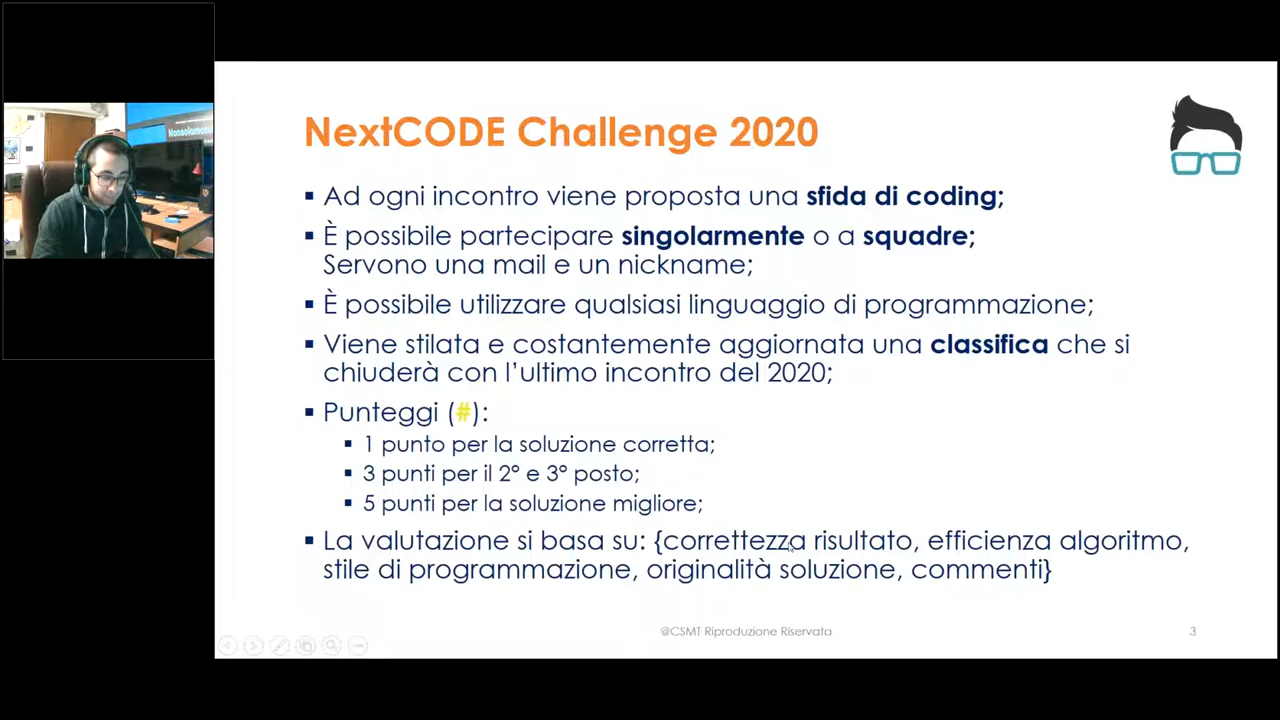 Nonsolomotor
NextCODE Challenge 2020
▪ Ad ogni incontro viene proposta una sfida di coding;
▪ È possibile partecipare singolarmente o a squadre;
Servono una mail e un nickname;
▪ È possibile utilizzare qualsiasi linguaggio di programmazione;
▪ Viene stilata e costantemente aggiornata una classifica che si
chiuderà con l’ultimo incontro del 2020;
▪ Punteggi (#):
▪ 1 punto per la soluzione corretta;
▪ 3 punti per il 2° e 3° posto;
▪ 5 punti per la soluzione migliore;
▪ La valutazione si basa su: {correttezza risultato, efficienza algoritmo,
stile di programmazione, originalità soluzione, commenti}
@CSMT Riproduzione Riservata
3